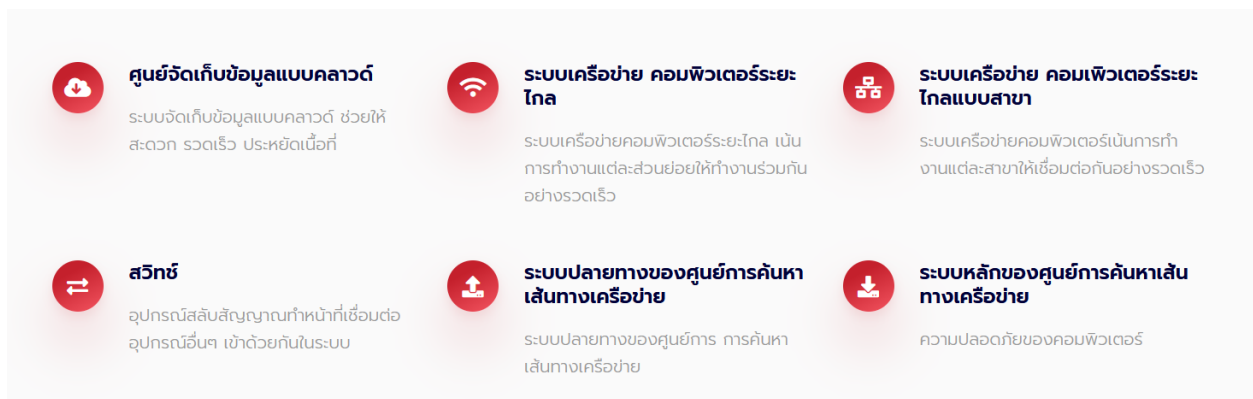 ศูนย์จัดเก็บข้อมูลแบบคลาวด์
ระบบจัดเก็บข้อมูลแบบคลาวด์ ช่วยให้
สะดวก รวดเร็ว ประหยัดเนื้อที่
ระบบเครือข่าย คอมพิวเตอร์ระยะ
ไกล
ระบบเครือข่ายคอมพิวเตอร์ระยะไกล เน้น
การทำงานแต่ละส่วนย่อยให้ทำงานร่วมกัน
อย่างรวดเร็ว
ระบบเครือข่าย คอมเพิวเตอร์ระยะ
ไกลแบบสาขา
ระบบเครือข่ายคอมพิวเตอร์เน้นการทำ
งานแต่ละสาขาให้เชื่อมต่อกันอย่างรวดเร็ว
สวิทช์
อุปกรณ์สลับสัญญาณทำหน้าที่เชื่อมต่อ
อุปกรณ์อื่นๆ เข้าด้วยกันในระบบ
ระบบปลายทางของศูนย์การค้นหา
เส้นทางเครือข่าย
ระบบปลายทางของศูนย์การ การค้นหา
เส้นทางเครือข่าย
ระบบหลักของศูนย์การค้นหาเส้น
ทางเครือข่าย
ความปลอดภัยของคอมพิวเตอร์